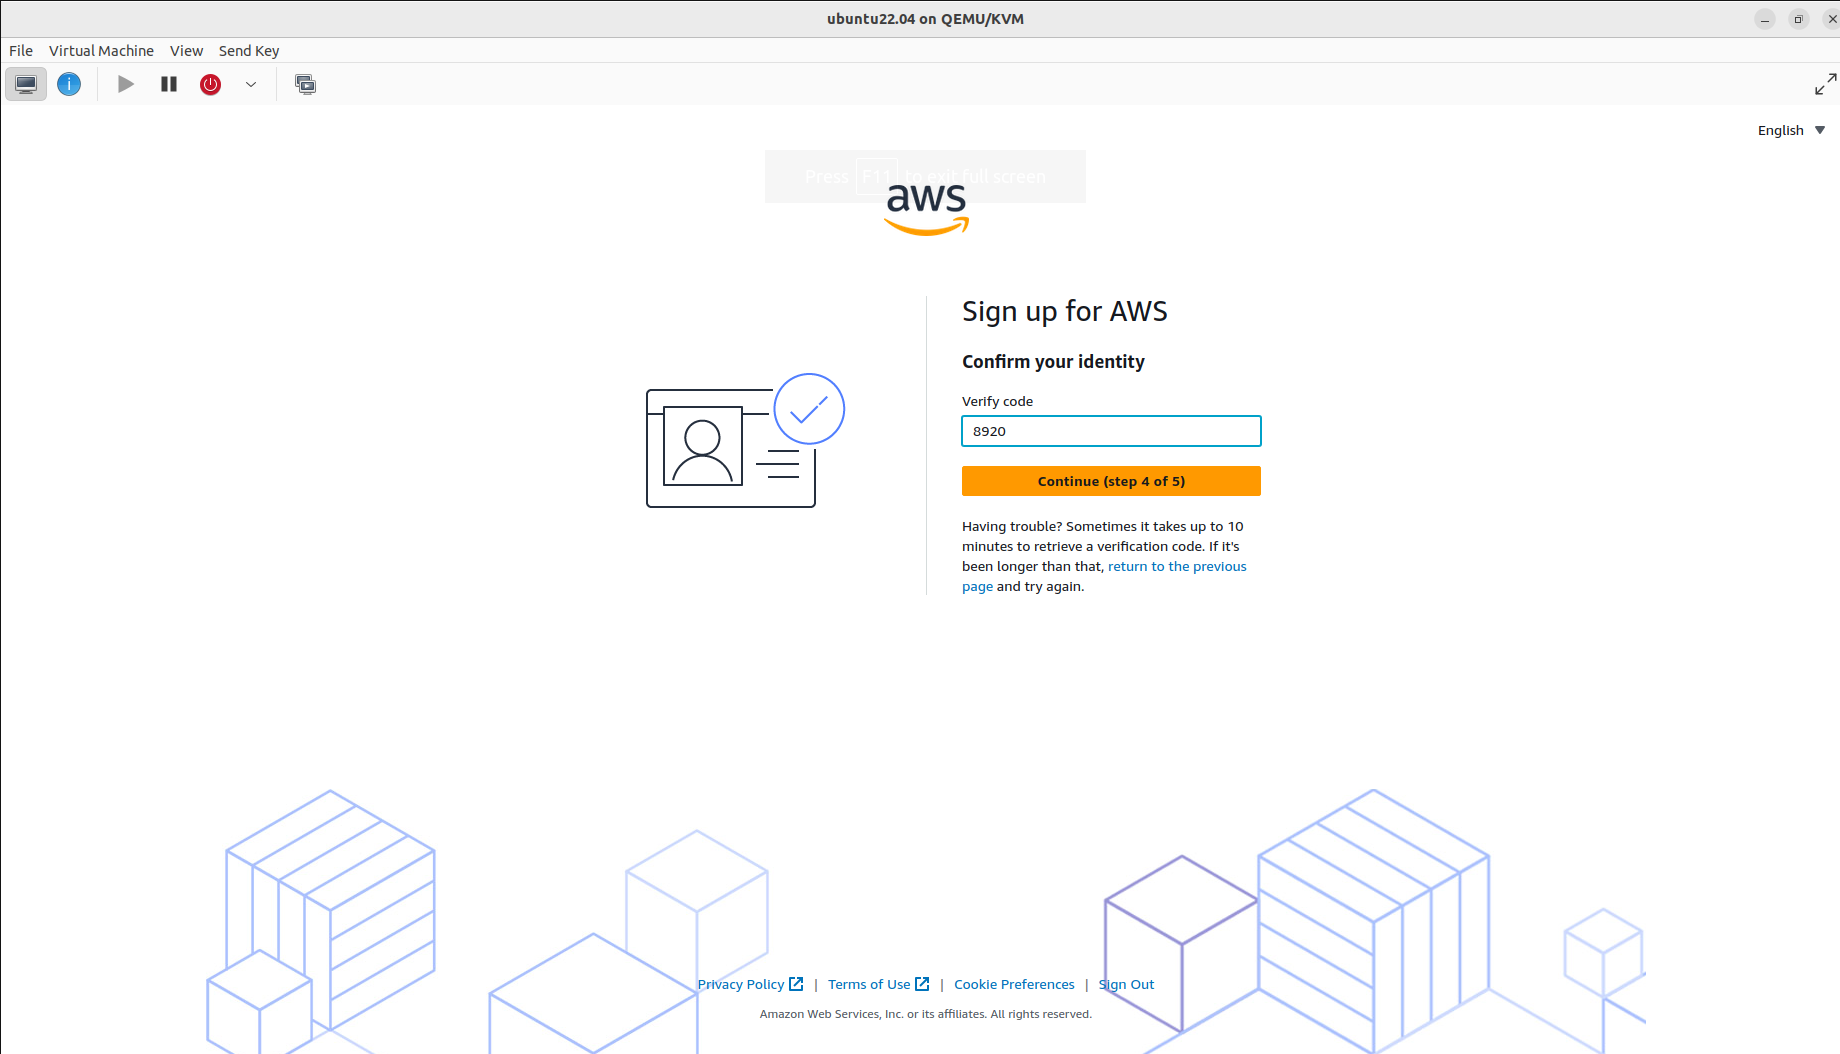 ubuntu22.04 on QEMU/KVM
File Virtual Machine View Send Key
English
Press F11 to exit full screen
aws
Sign up for AWS
Confirm your identity
Verify code
8920
Continue (step 4 of 5)
Having trouble? Sometimes it takes up to 10
minutes to retrieve a verification code. If it's
been longer than that, return to the previous
page and try again.
Privacy Policy | Terms of Use | Cookie Preferences | Sign Out
Amazon Web Services, Inc. or its affiliates. All rights reserved.